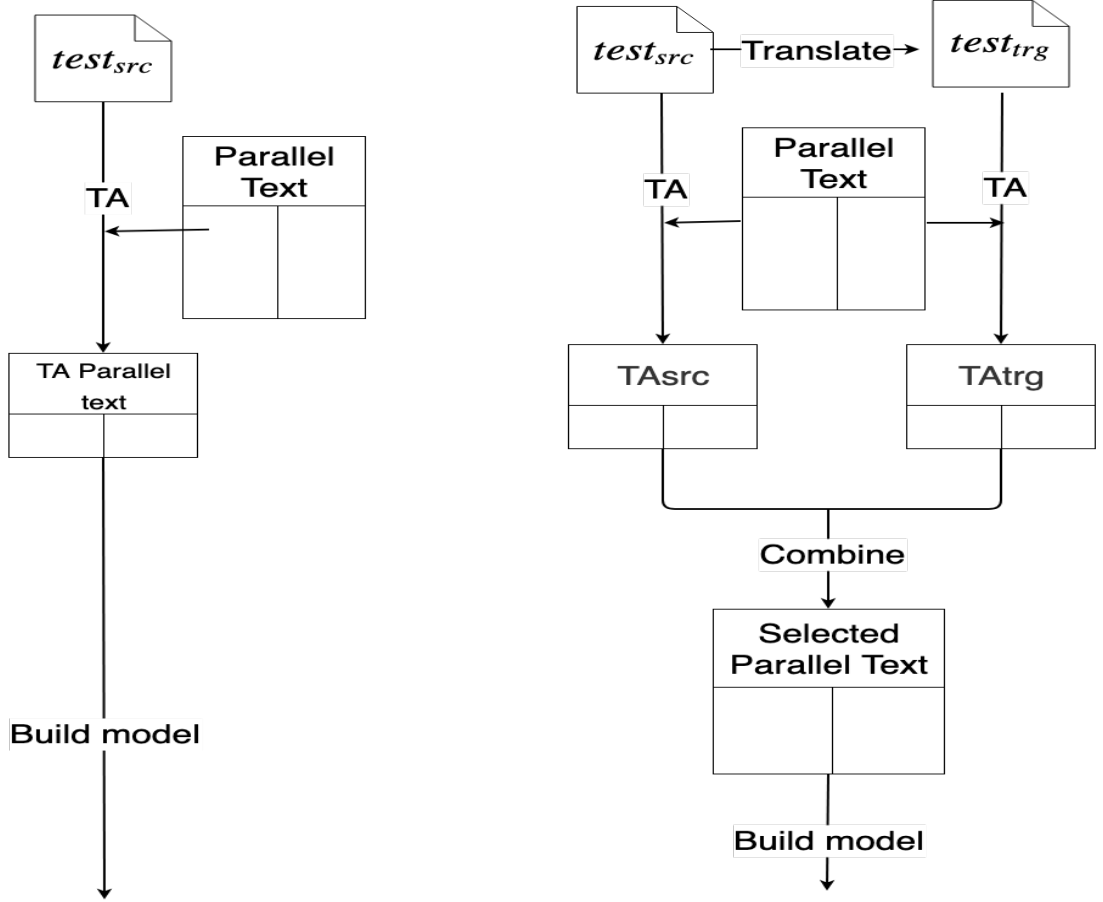 test_src
TA
Parallel
Text
TA Parallel
text
Build model
test_src
Translate
test_trg
Parallel
Text
TA
TA
TAsrc
TAtrg
Combine
Selected
Parallel Text
Build model